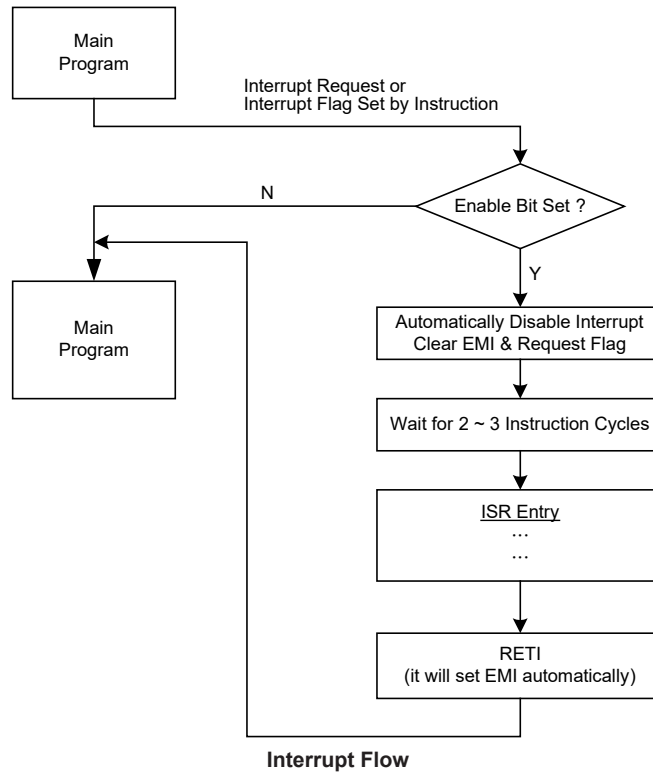 Main
Program
Interrupt Request or
Interrupt Flag Set by Instruction
Enable Bit Set ?
N
Y
Main
Program
Automatically Disable Interrupt
Clear EMI & Request Flag
Wait for 2 ~ 3 Instruction Cycles
ISR Entry
...
...
RETI
(it will set EMI automatically)
Interrupt Flow